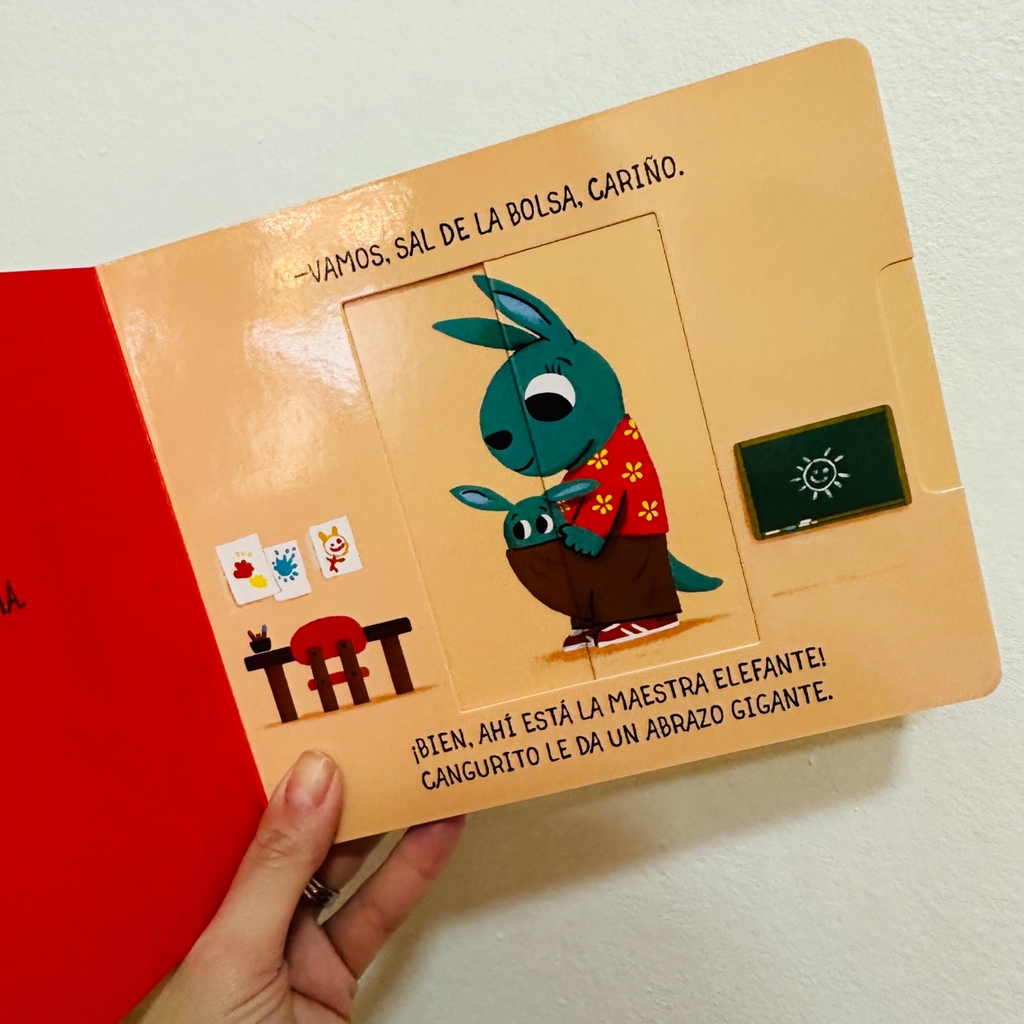 —VAMOS, SAL DE LA BOLSA, CARIÑO.
¡BIEN, AHÍ ESTÁ LA MAESTRA ELEFANTE!
CANGURITO LE DA UN ABRAZO GIGANTE.